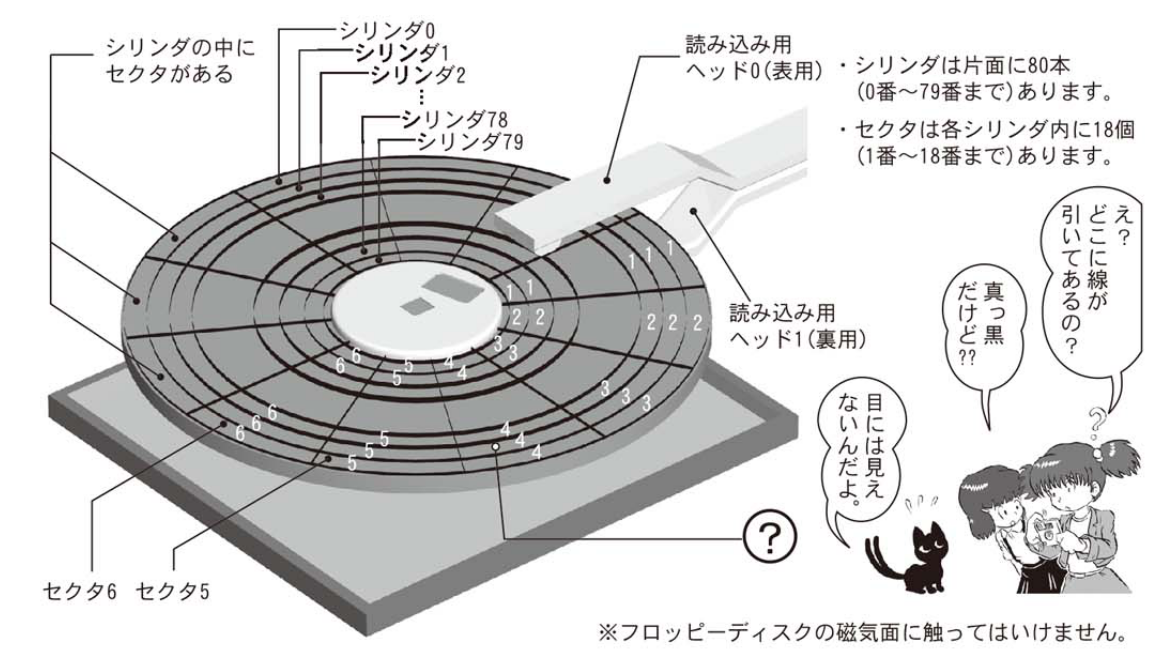 シリンダ0
シリンダ1
シリンダ2
シリンダ78
シリンダ79
シリンダの中に
セクタがある
読み込み用
ヘッド0(表用)
・シリンダは片面に80本
(0番～79番まで)あります。
・セクタは各シリンダ内に18個
(1番～18番まで)あります。
え?
どこに線が
引いてあるの?
真っ黒
だけど??
目には見え
ないんだよ。
?
読み込み用
ヘッド1(裏用)
1 1 1
1 1
2 2
2 2 2
3
3
3 3 3
4
4
4
4
4
5
5
5
5
5
6 6
6 6 6
?
セクタ6
セクタ5
※フロッピーディスクの磁気面に触ってはいけません。